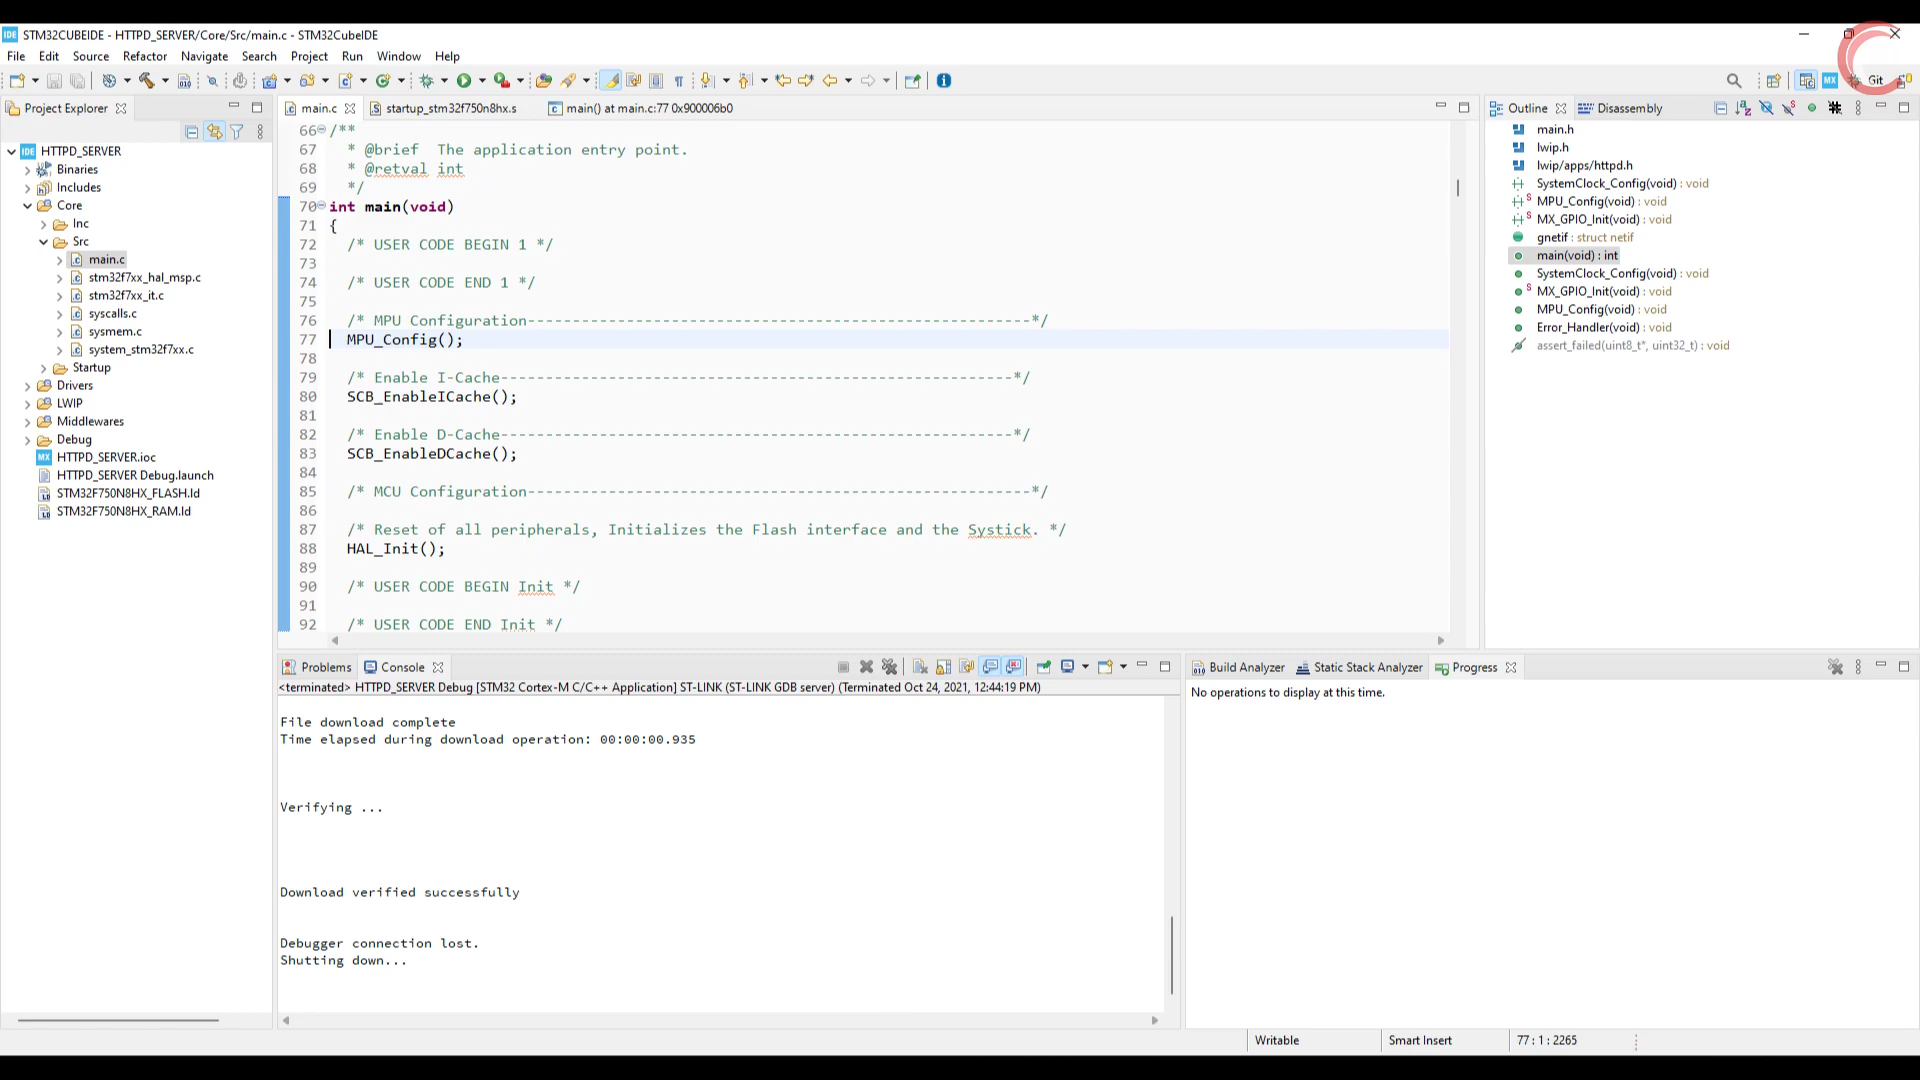 STM32CUBEIDE - HTTPD_SERVER/Core/Src/main.c - STM32CubeIDE
File Edit Source Refactor Navigate Search Project Run Window Help
Git
Project Explorer
HTTPD_SERVER
Binaries
Includes
Core
Inc
Src
main.c
stm32f7xx_hal_msp.c
stm32f7xx_it.c
syscalls.c
sysmem.c
system_stm32f7xx.c
Startup
Drivers
LWIP
Middlewares
Debug
HTTPD_SERVER.ioc
HTTPD_SERVER Debug.launch
STM32F750N8HX_FLASH.ld
STM32F750N8HX_RAM.ld
main.c startup_stm32f750n8hx.s main() at main.c:77 0x900006b0
66 /**
67 * @brief The application entry point.
68 * @retval int
69 */
70 int main(void)
71 {
72 /* USER CODE BEGIN 1 */
73
74 /* USER CODE END 1 */
75
76 /* MPU Configuration--------------------------------------------------------*/
77 MPU_Config();
78
79 /* Enable I-Cache---------------------------------------------------------*/
80 SCB_EnableICache();
81
82 /* Enable D-Cache---------------------------------------------------------*/
83 SCB_EnableDCache();
84
85 /* MCU Configuration--------------------------------------------------------*/
86
87 /* Reset of all peripherals, Initializes the Flash interface and the Systick. */
88 HAL_Init();
89
90 /* USER CODE BEGIN Init */
91
92 /* USER CODE END Init */
Outline Disassembly
main.h
lwip.h
lwip/apps/httpd.h
SystemClock_Config(void) : void
MPU_Config(void) : void
MX_GPIO_Init(void) : void
gnetif : struct netif
main(void) : int
SystemClock_Config(void) : void
MX_GPIO_Init(void) : void
MPU_Config(void) : void
Error_Handler(void) : void
assert_failed(uint8_t*, uint32_t) : void
Problems Console
<terminated> HTTPD_SERVER Debug [STM32 Cortex-M C/C++ Application] ST-LINK (ST-LINK GDB server) (Terminated Oct 24, 2021, 12:44:19 PM)
File download complete
Time elapsed during download operation: 00:00:00.935
Verifying ...
Download verified successfully
Debugger connection lost.
Shutting down...
Build Analyzer Static Stack Analyzer Progress
No operations to display at this time.
Writable Smart Insert 77 : 1 : 2265